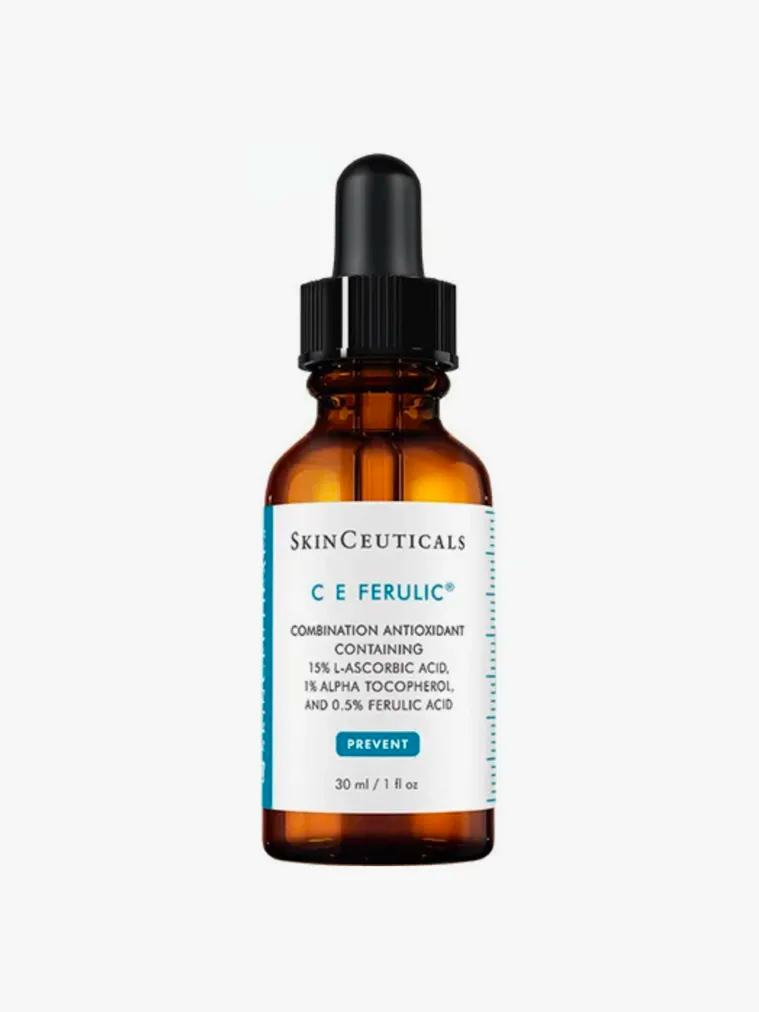 SKINCEUTICALS
C E FERULIC®
COMBINATION ANTIOXIDANT
CONTAINING
15% L-ASCORBIC ACID,
1% ALPHA TOCOPHEROL,
AND 0.5% FERULIC ACID
PREVENT
30 ml / 1 fl oz